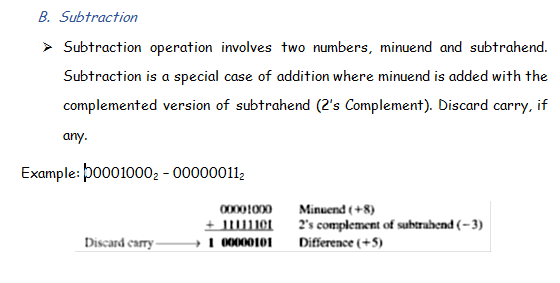 B. Subtraction
➤ Subtraction operation involves two numbers, minuend and subtrahend.
Subtraction is a special case of addition where minuend is added with the
complemented version of subtrahend (2's Complement). Discard carry, if
any.
Example: 00001000₂ – 00000011₂
00001000 Minuend (+8)
+ 11111101 2's complement of subtrahend (–3)
Discard carry → 1 00000101 Difference (+5)